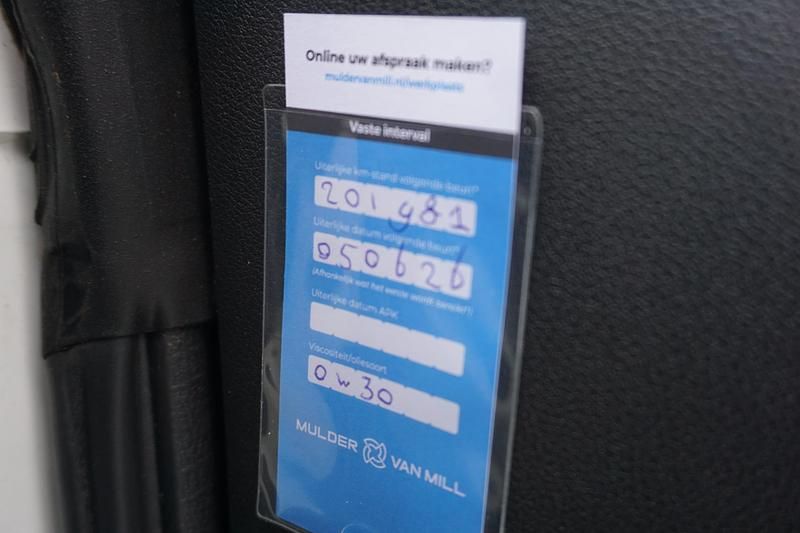 Online uw afspraak maken?
muldervanmill.nl/werkplaats
Vaste interval
Uiterlijke km-stand volgende beurt*
201981
Uiterlijke datum volgende beurt*
050626
(Afhankelijk wat het eerste wordt bereikt*)
Uiterlijke datum APK
Viscositeit/oliesoort
0w30
MULDER VAN MILL